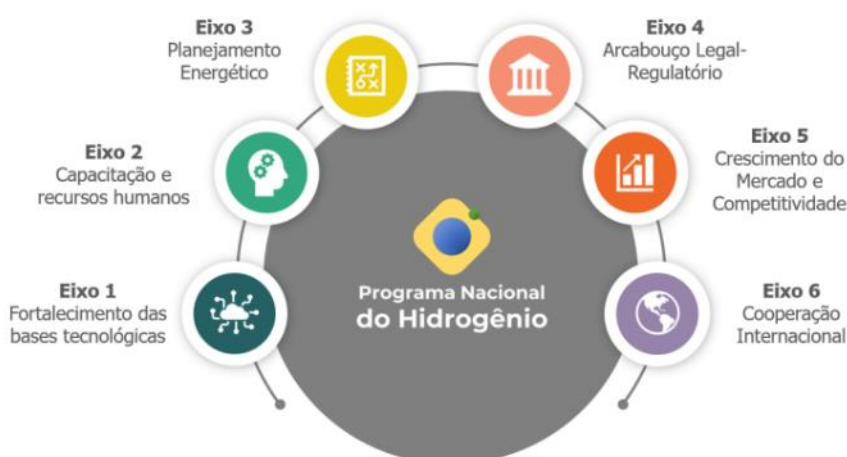 Eixo 1
Fortalecimento das
bases tecnológicas
Eixo 2
Capacitação e
recursos humanos
Eixo 3
Planejamento
Energético
Eixo 4
Arcabouço Legal-
Regulatório
Eixo 5
Crescimento do
Mercado e
Competitividade
Eixo 6
Cooperação
Internacional
Programa Nacional
do Hidrogênio